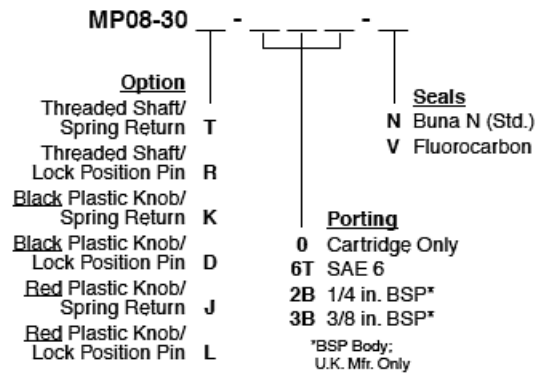 MP08-30 _ - _ _ _ - _
Option
Threaded Shaft/
Spring Return T
Threaded Shaft/
Lock Position Pin R
Black Plastic Knob/
Spring Return K
Black Plastic Knob/
Lock Position Pin D
Red Plastic Knob/
Spring Return J
Red Plastic Knob/
Lock Position Pin L
Porting
0 Cartridge Only
6T SAE 6
2B 1/4 in. BSP*
3B 3/8 in. BSP*
*BSP Body;
U.K. Mfr. Only
Seals
N Buna N (Std.)
V Fluorocarbon